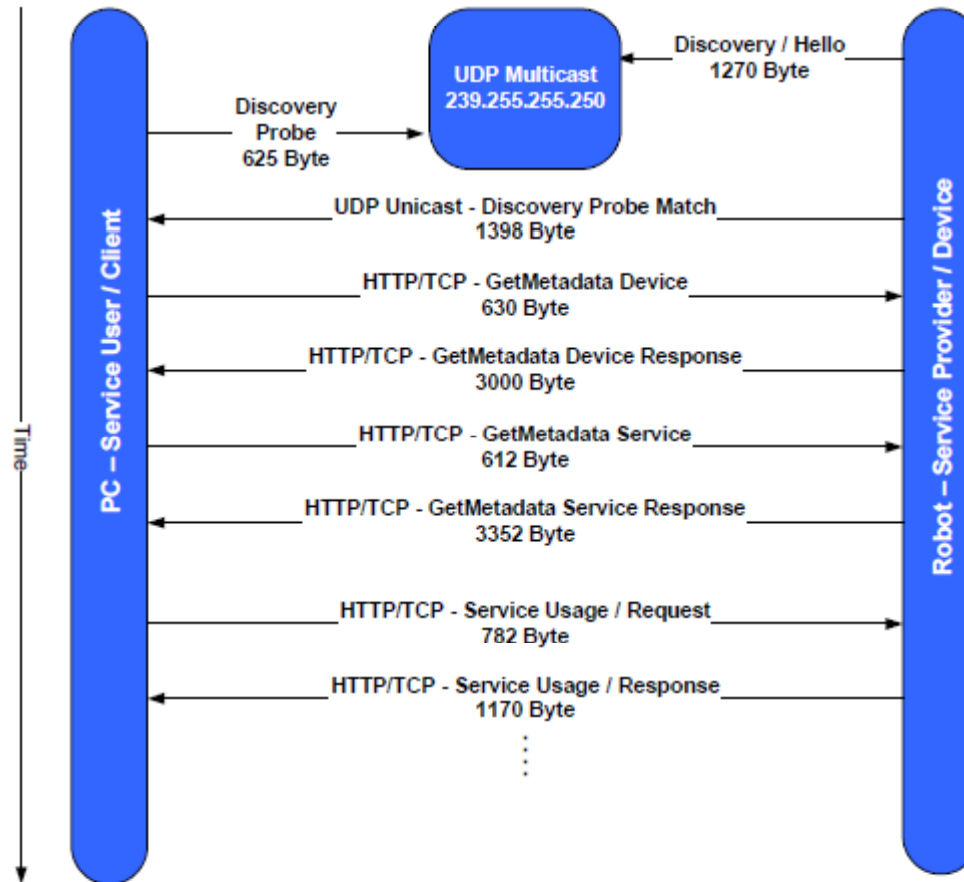 Discovery / Hello
1270 Byte
UDP Multicast
239.255.255.250
Discovery
Probe
625 Byte
UDP Unicast - Discovery Probe Match
1398 Byte
HTTP/TCP - GetMetadata Device
630 Byte
HTTP/TCP - GetMetadata Device Response
3000 Byte
HTTP/TCP - GetMetadata Service
612 Byte
HTTP/TCP - GetMetadata Service Response
3352 Byte
HTTP/TCP - Service Usage / Request
782 Byte
HTTP/TCP - Service Usage / Response
1170 Byte
Time
PC – Service User / Client
Robot – Service Provider / Device